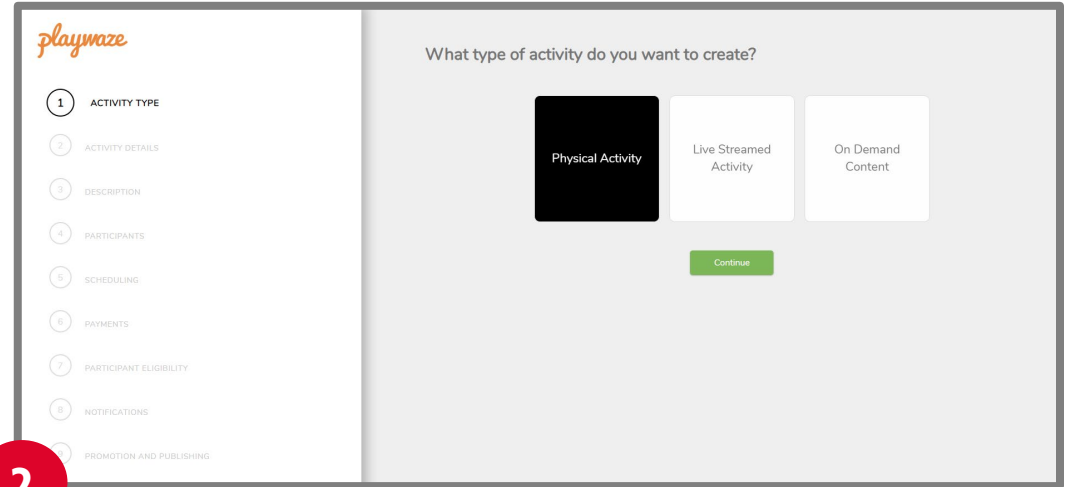 playwaze
What type of activity do you want to create?
1 ACTIVITY TYPE
2 ACTIVITY DETAILS
3 DESCRIPTION
4 PARTICIPANTS
5 SCHEDULING
6 PAYMENTS
7 PARTICIPANT ELIGIBILITY
8 NOTIFICATIONS
9 PROMOTION AND PUBLISHING
Physical Activity
Live Streamed
Activity
On Demand
Content
Continue
2